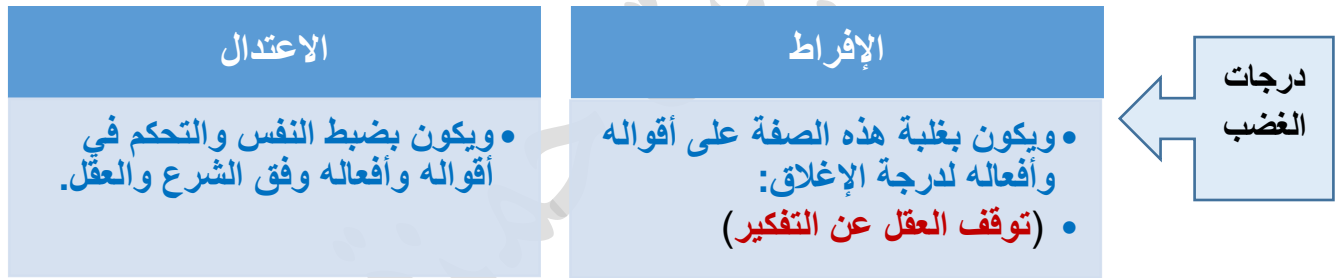 درجات
الغضب
الإفراط
• ويكون بغلبة هذه الصفة على أقواله
وأفعاله لدرجة الإغلاق:
• (توقف العقل عن التفكير)
الاعتدال
• ويكون بضبط النفس والتحكم في
أقواله وأفعاله وفق الشرع والعقل.